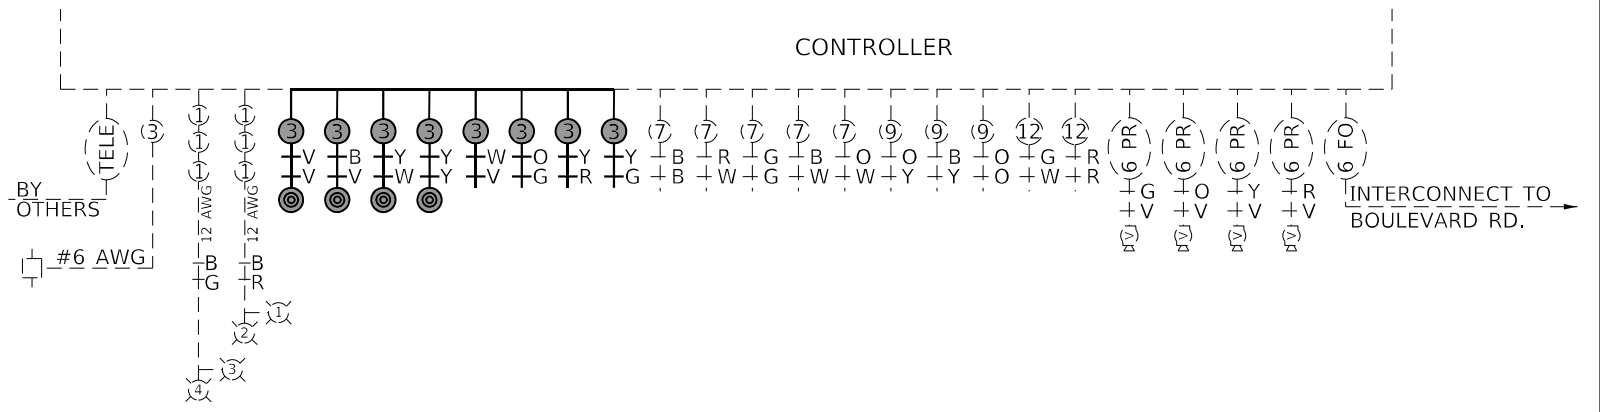 CONTROLLER
TELE
3
1
1
1
1
1
1
3 3 3 3 3 3 3 3
7 7 7 7 7 9 9 9 12 12
6 PR
6 PR
6 PR
6 PR
6 FO
V B Y Y W O Y Y B R G B O O B O G R
V V W Y V G R G B W G W W Y Y O W R
G O Y R
V V V V
(V) (V) (V) (V)
BY
OTHERS
12 AWG
12 AWG
INTERCONNECT TO
BOULEVARD RD.
#6 AWG
B B
G R
1
2
3
4